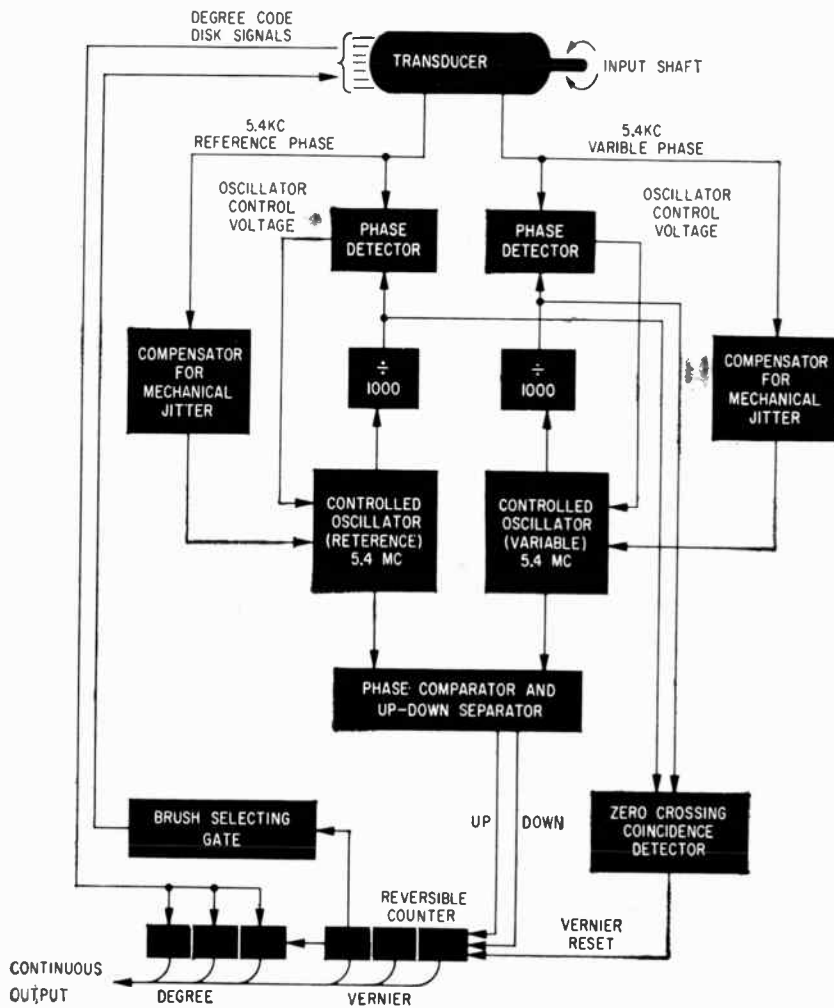 DEGREE CODE
DISK SIGNALS
TRANSDUCER
INPUT SHAFT
5.4KC
REFERENCE PHASE
5.4KC
VARIBLE PHASE
OSCILLATOR
CONTROL
VOLTAGE
PHASE
DETECTOR
PHASE
DETECTOR
OSCILLATOR
CONTROL
VOLTAGE
COMPENSATOR
FOR
MECHANICAL
JITTER
÷
1000
÷
1000
COMPENSATOR
FOR
MECHANICAL
JITTER
CONTROLLED
OSCILLATOR
(RETERENCE)
5.4 MC
CONTROLLED
OSCILLATOR
(VARIABLE)
5.4 MC
PHASE COMPARATOR AND
UP-DOWN SEPARATOR
BRUSH SELECTING
GATE
UP
DOWN
ZERO CROSSING
COINCIDENCE
DETECTOR
REVERSIBLE
COUNTER
VERNIER
RESET
CONTINUOUS
OUTPUT
DEGREE
VERNIER